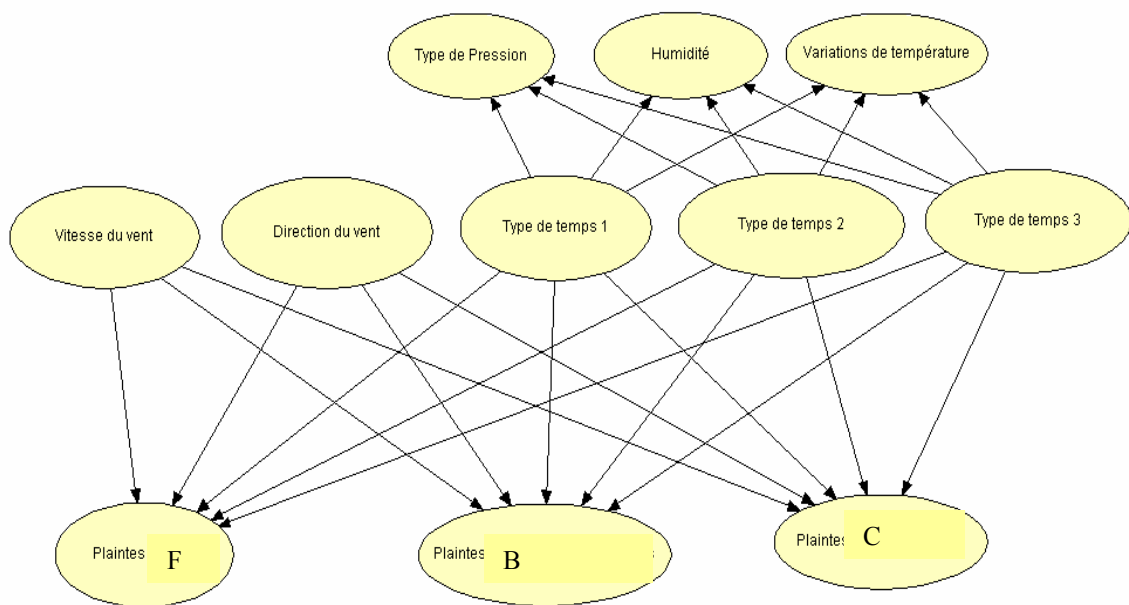 Type de Pression
Humidité
Variations de température
Vitesse du vent
Direction du vent
Type de temps 1
Type de temps 2
Type de temps 3
Plaintes F
Plaintes B
Plaintes C